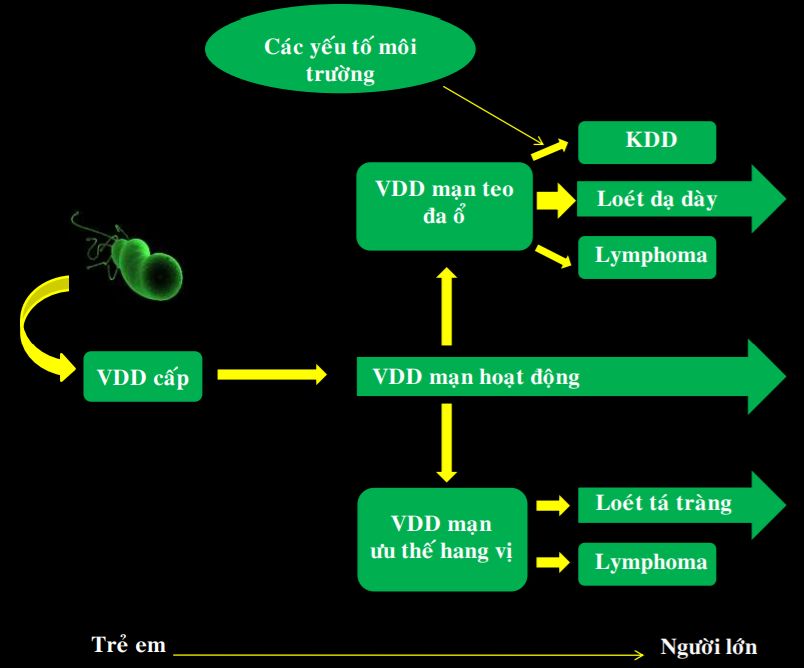 Các yếu tố môi
trường
KDD
VDD mạn teo
đa ổ
Loét dạ dày
Lymphoma
VDD cấp
VDD mạn hoạt động
VDD mạn
ưu thế hang vị
Loét tá tràng
Lymphoma
Trẻ em
Người lớn